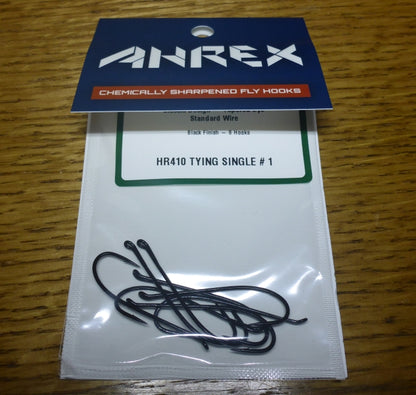 AHREX
CHEMICALLY SHARPENED FLY HOOKS
Standard Wire
Black Finish – 8 Hooks
HR410 TYING SINGLE # 1